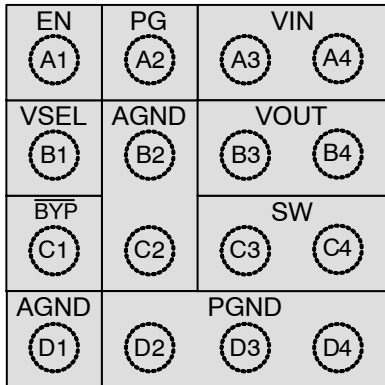 EN PG VIN
A1 A2 A3 A4
VSEL AGND VOUT
B1 B2 B3 B4
BYP SW
C1 C2 C3 C4
AGND PGND
D1 D2 D3 D4